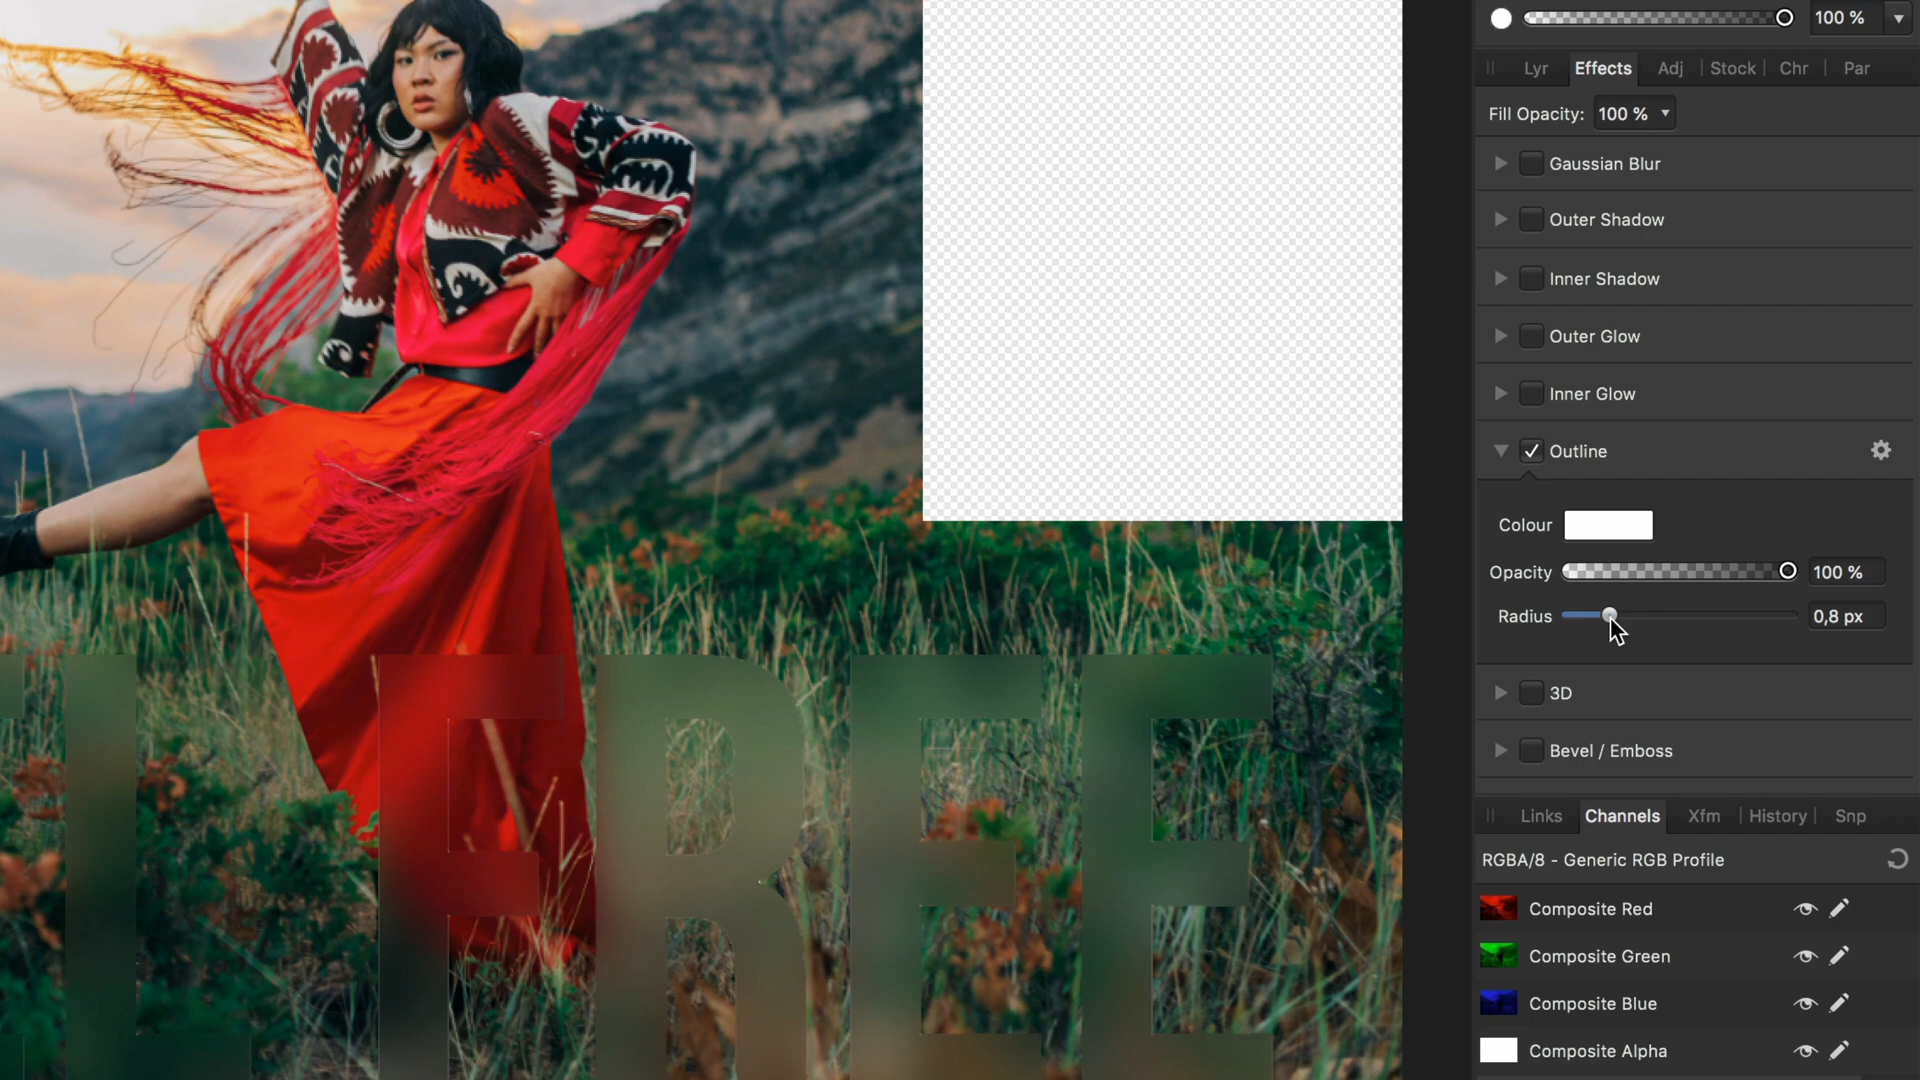 100 %
Lyr Effects Adj Stock Chr Par
Fill Opacity: 100 %
Gaussian Blur
Outer Shadow
Inner Shadow
Outer Glow
Inner Glow
Outline
Colour
Opacity 100 %
Radius 0,8 px
3D
Bevel / Emboss
Links Channels Xfm History Snp
RGBA/8 - Generic RGB Profile
Composite Red
Composite Green
Composite Blue
Composite Alpha
FREE